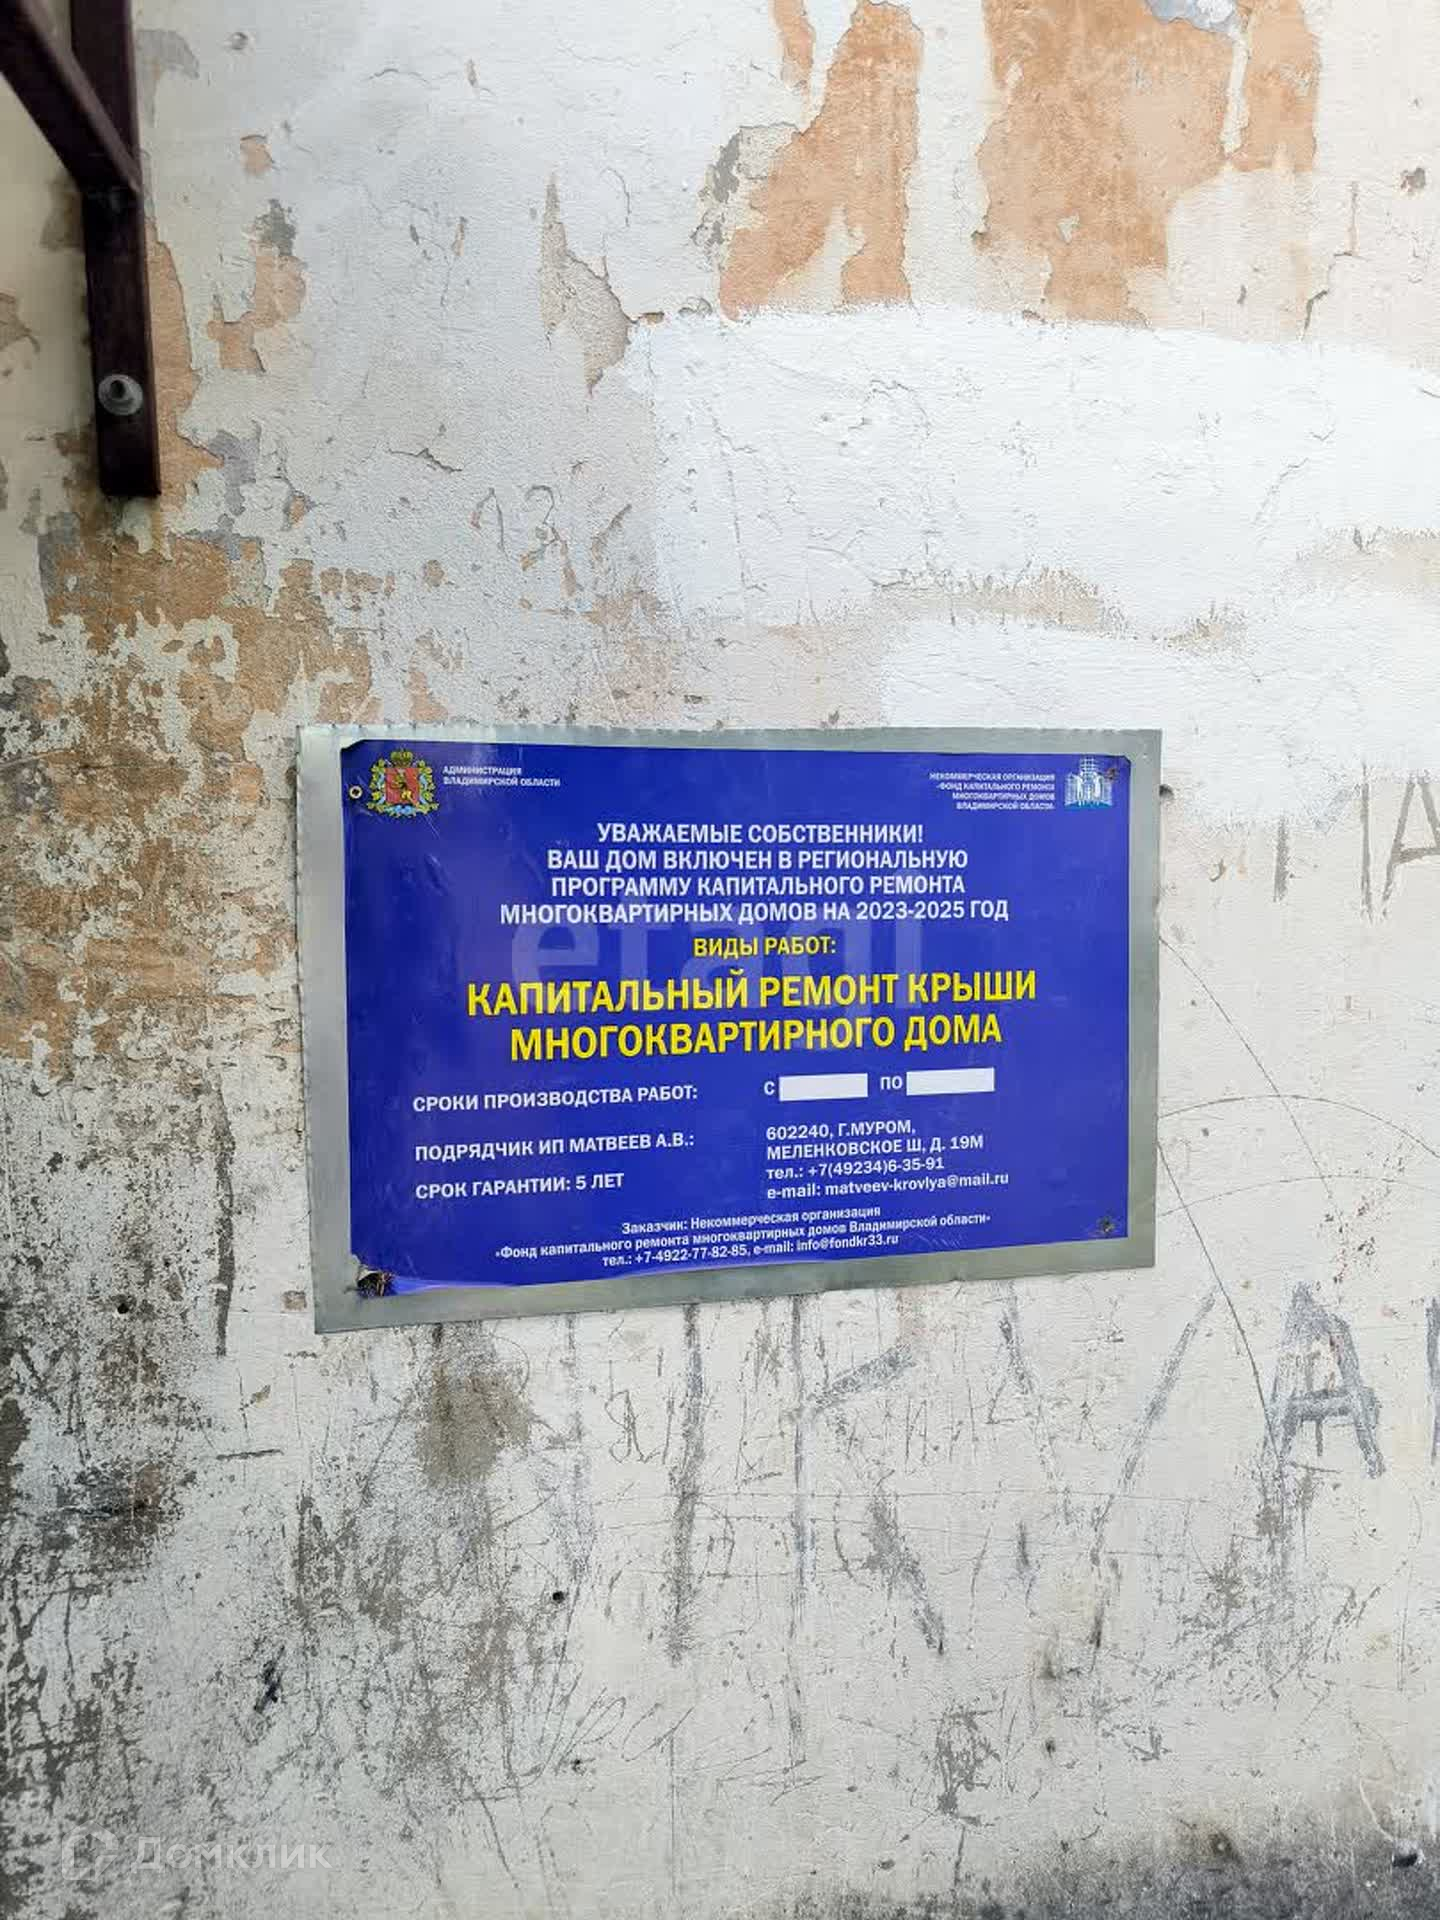 13
АДМИНИСТРАЦИЯ
ВЛАДИМИРСКОЙ ОБЛАСТИ
НЕКОММЕРЧЕСКАЯ ОРГАНИЗАЦИЯ
«ФОНД КАПИТАЛЬНОГО РЕМОНТА
МНОГОКВАРТИРНЫХ ДОМОВ
ВЛАДИМИРСКОЙ ОБЛАСТИ»
УВАЖАЕМЫЕ СОБСТВЕННИКИ!
ВАШ ДОМ ВКЛЮЧЕН В РЕГИОНАЛЬНУЮ
ПРОГРАММУ КАПИТАЛЬНОГО РЕМОНТА
МНОГОКВАРТИРНЫХ ДОМОВ НА 2023-2025 ГОД
etagi
ВИДЫ РАБОТ:
КАПИТАЛЬНЫЙ РЕМОНТ КРЫШИ
МНОГОКВАРТИРНОГО ДОМА
СРОКИ ПРОИЗВОДСТВА РАБОТ: С ПО
ПОДРЯДЧИК ИП МАТВЕЕВ А.В.:
602240, Г.МУРОМ,
МЕЛЕНКОВСКОЕ Ш, Д. 19М
тел.: +7(49234)6-35-91
e-mail: matveev-krovlya@mail.ru
СРОК ГАРАНТИИ: 5 ЛЕТ
Заказчик: Некоммерческая организация
«Фонд капитального ремонта многоквартирных домов Владимирской области»
тел.: +7-4922-77-82-85, e-mail: info@fondkr33.ru
Домклик